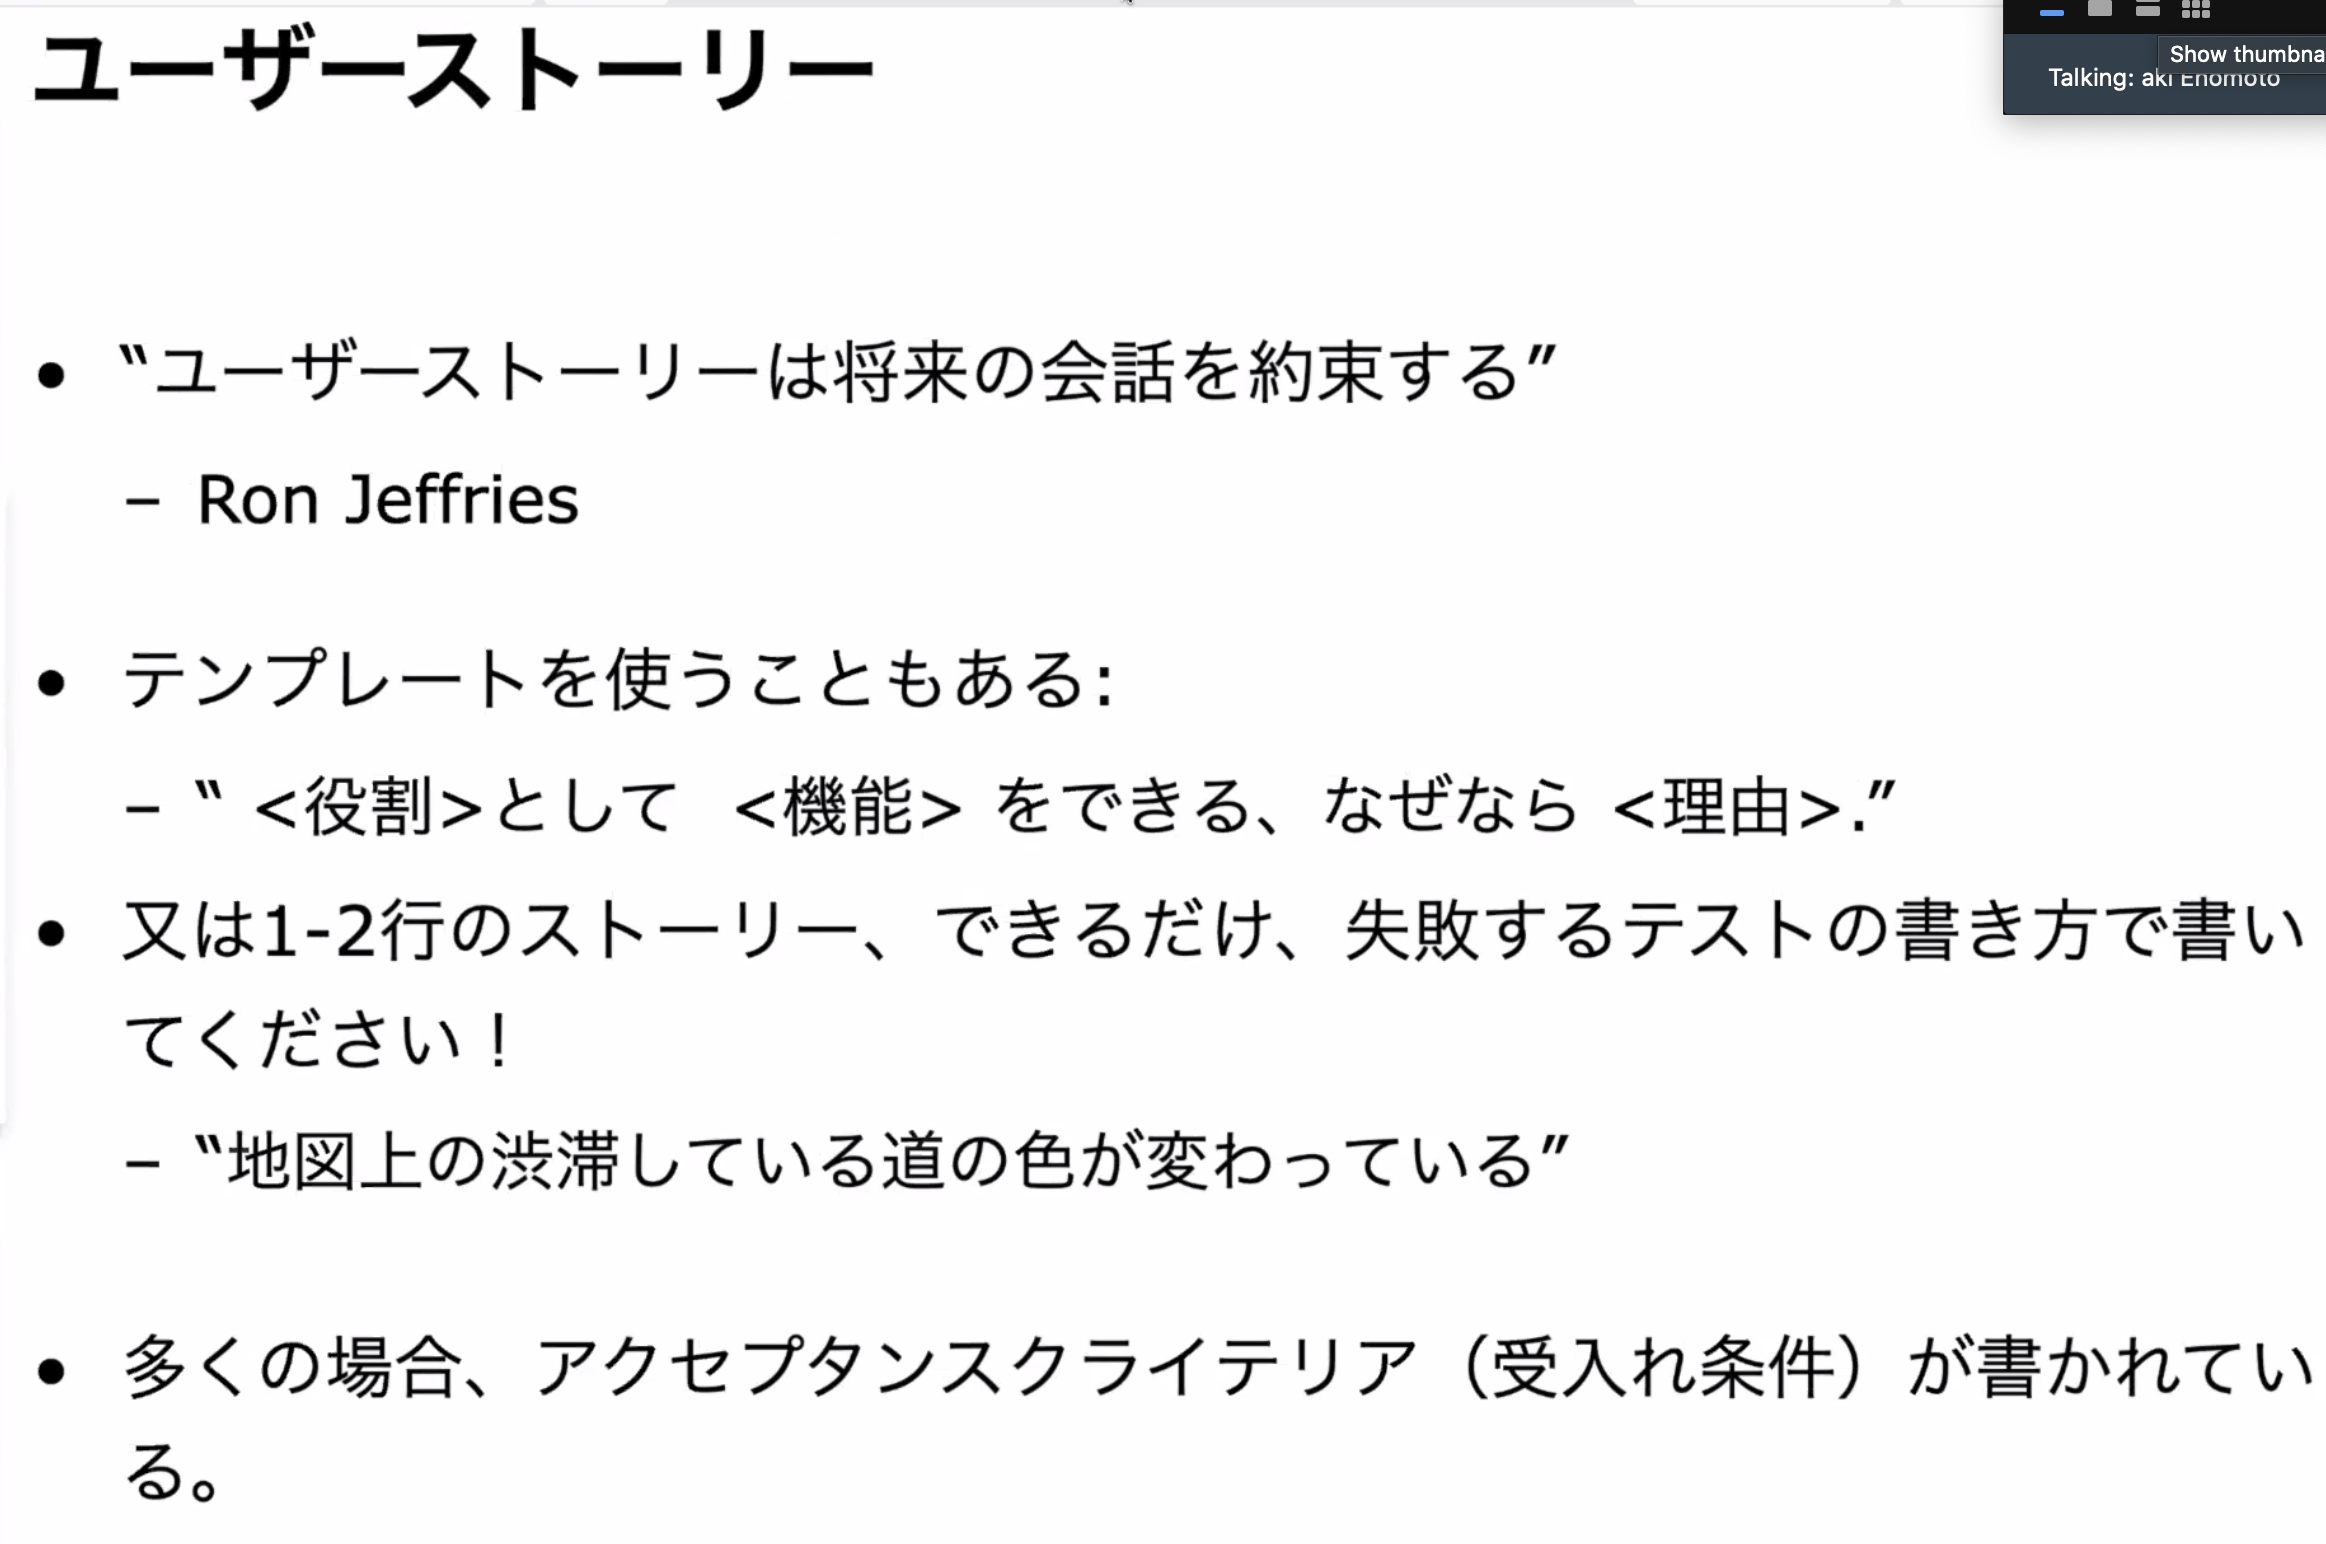 ユーザーストーリー
Show thumbna
Talking: aki Enomoto
• “ユーザーストーリーは将来の会話を約束する”
– Ron Jeffries
• テンプレートを使うこともある:
– “ <役割>として <機能> をできる、なぜなら <理由>.”
• 又は1-2行のストーリー、できるだけ、失敗するテストの書き方で書い
てください！
– “地図上の渋滞している道の色が変わっている”
• 多くの場合、アクセプタンスクライテリア（受入れ条件）が書かれてい
る。